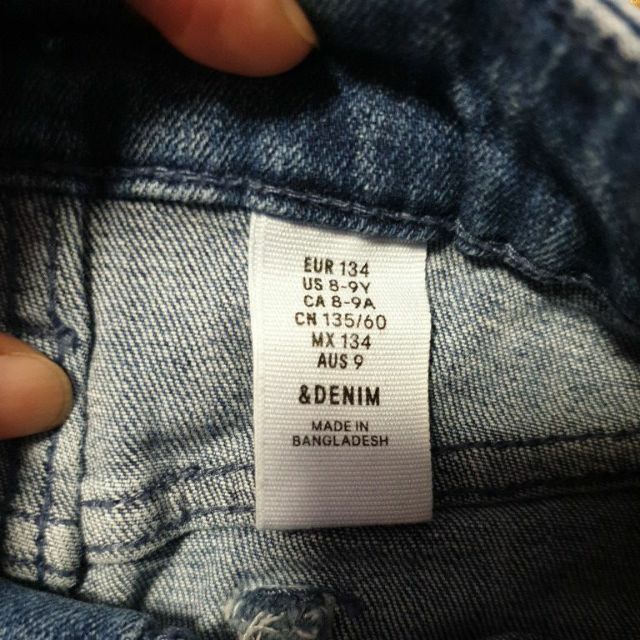 EUR 134
US 8-9Y
CA 8-9A
CN 135/60
MX 134
AUS 9
&DENIM
MADE IN
BANGLADESH